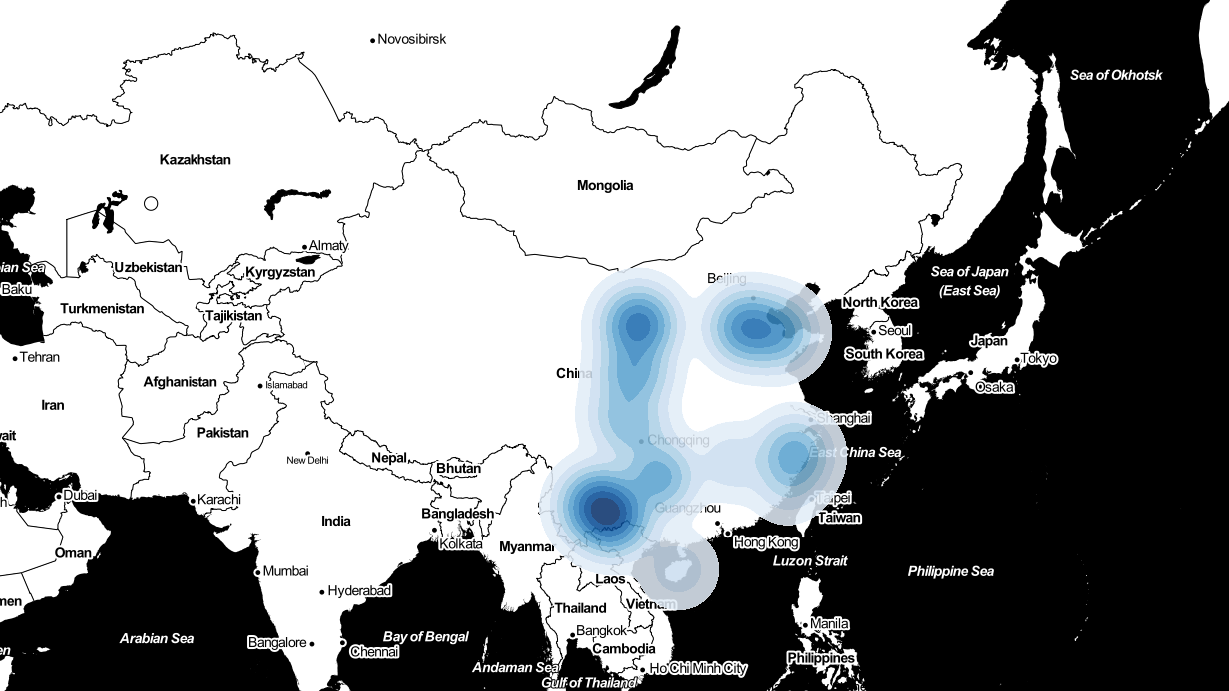 Novosibirsk
Sea of Okhotsk
Kazakhstan
Mongolia
Almaty
ian Sea
Uzbekistan
Kyrgyzstan
Sea of Japan
(East Sea)
Beijing
Baku
Turkmenistan
Tajikistan
North Korea
Seoul
South Korea
Japan
Tokyo
Tehran
Afghanistan
Islamabad
China
Osaka
Iran
Pakistan
Shanghai
wait
New Delhi
Nepal
Bhutan
Chongqing
East China Sea
Dubai
Karachi
Bangladesh
Guangzhou
Taipei
Taiwan
India
Kolkata
Myanmar
Hong Kong
Oman
Mumbai
Laos
Luzon Strait
Philippine Sea
Hyderabad
men
Thailand
Vietnam
Manila
Arabian Sea
Bay of Bengal
Bangkok
Bangalore
Chennai
Cambodia
Philippines
Andaman Sea
Ho Chi Minh City
Gulf of Thailand